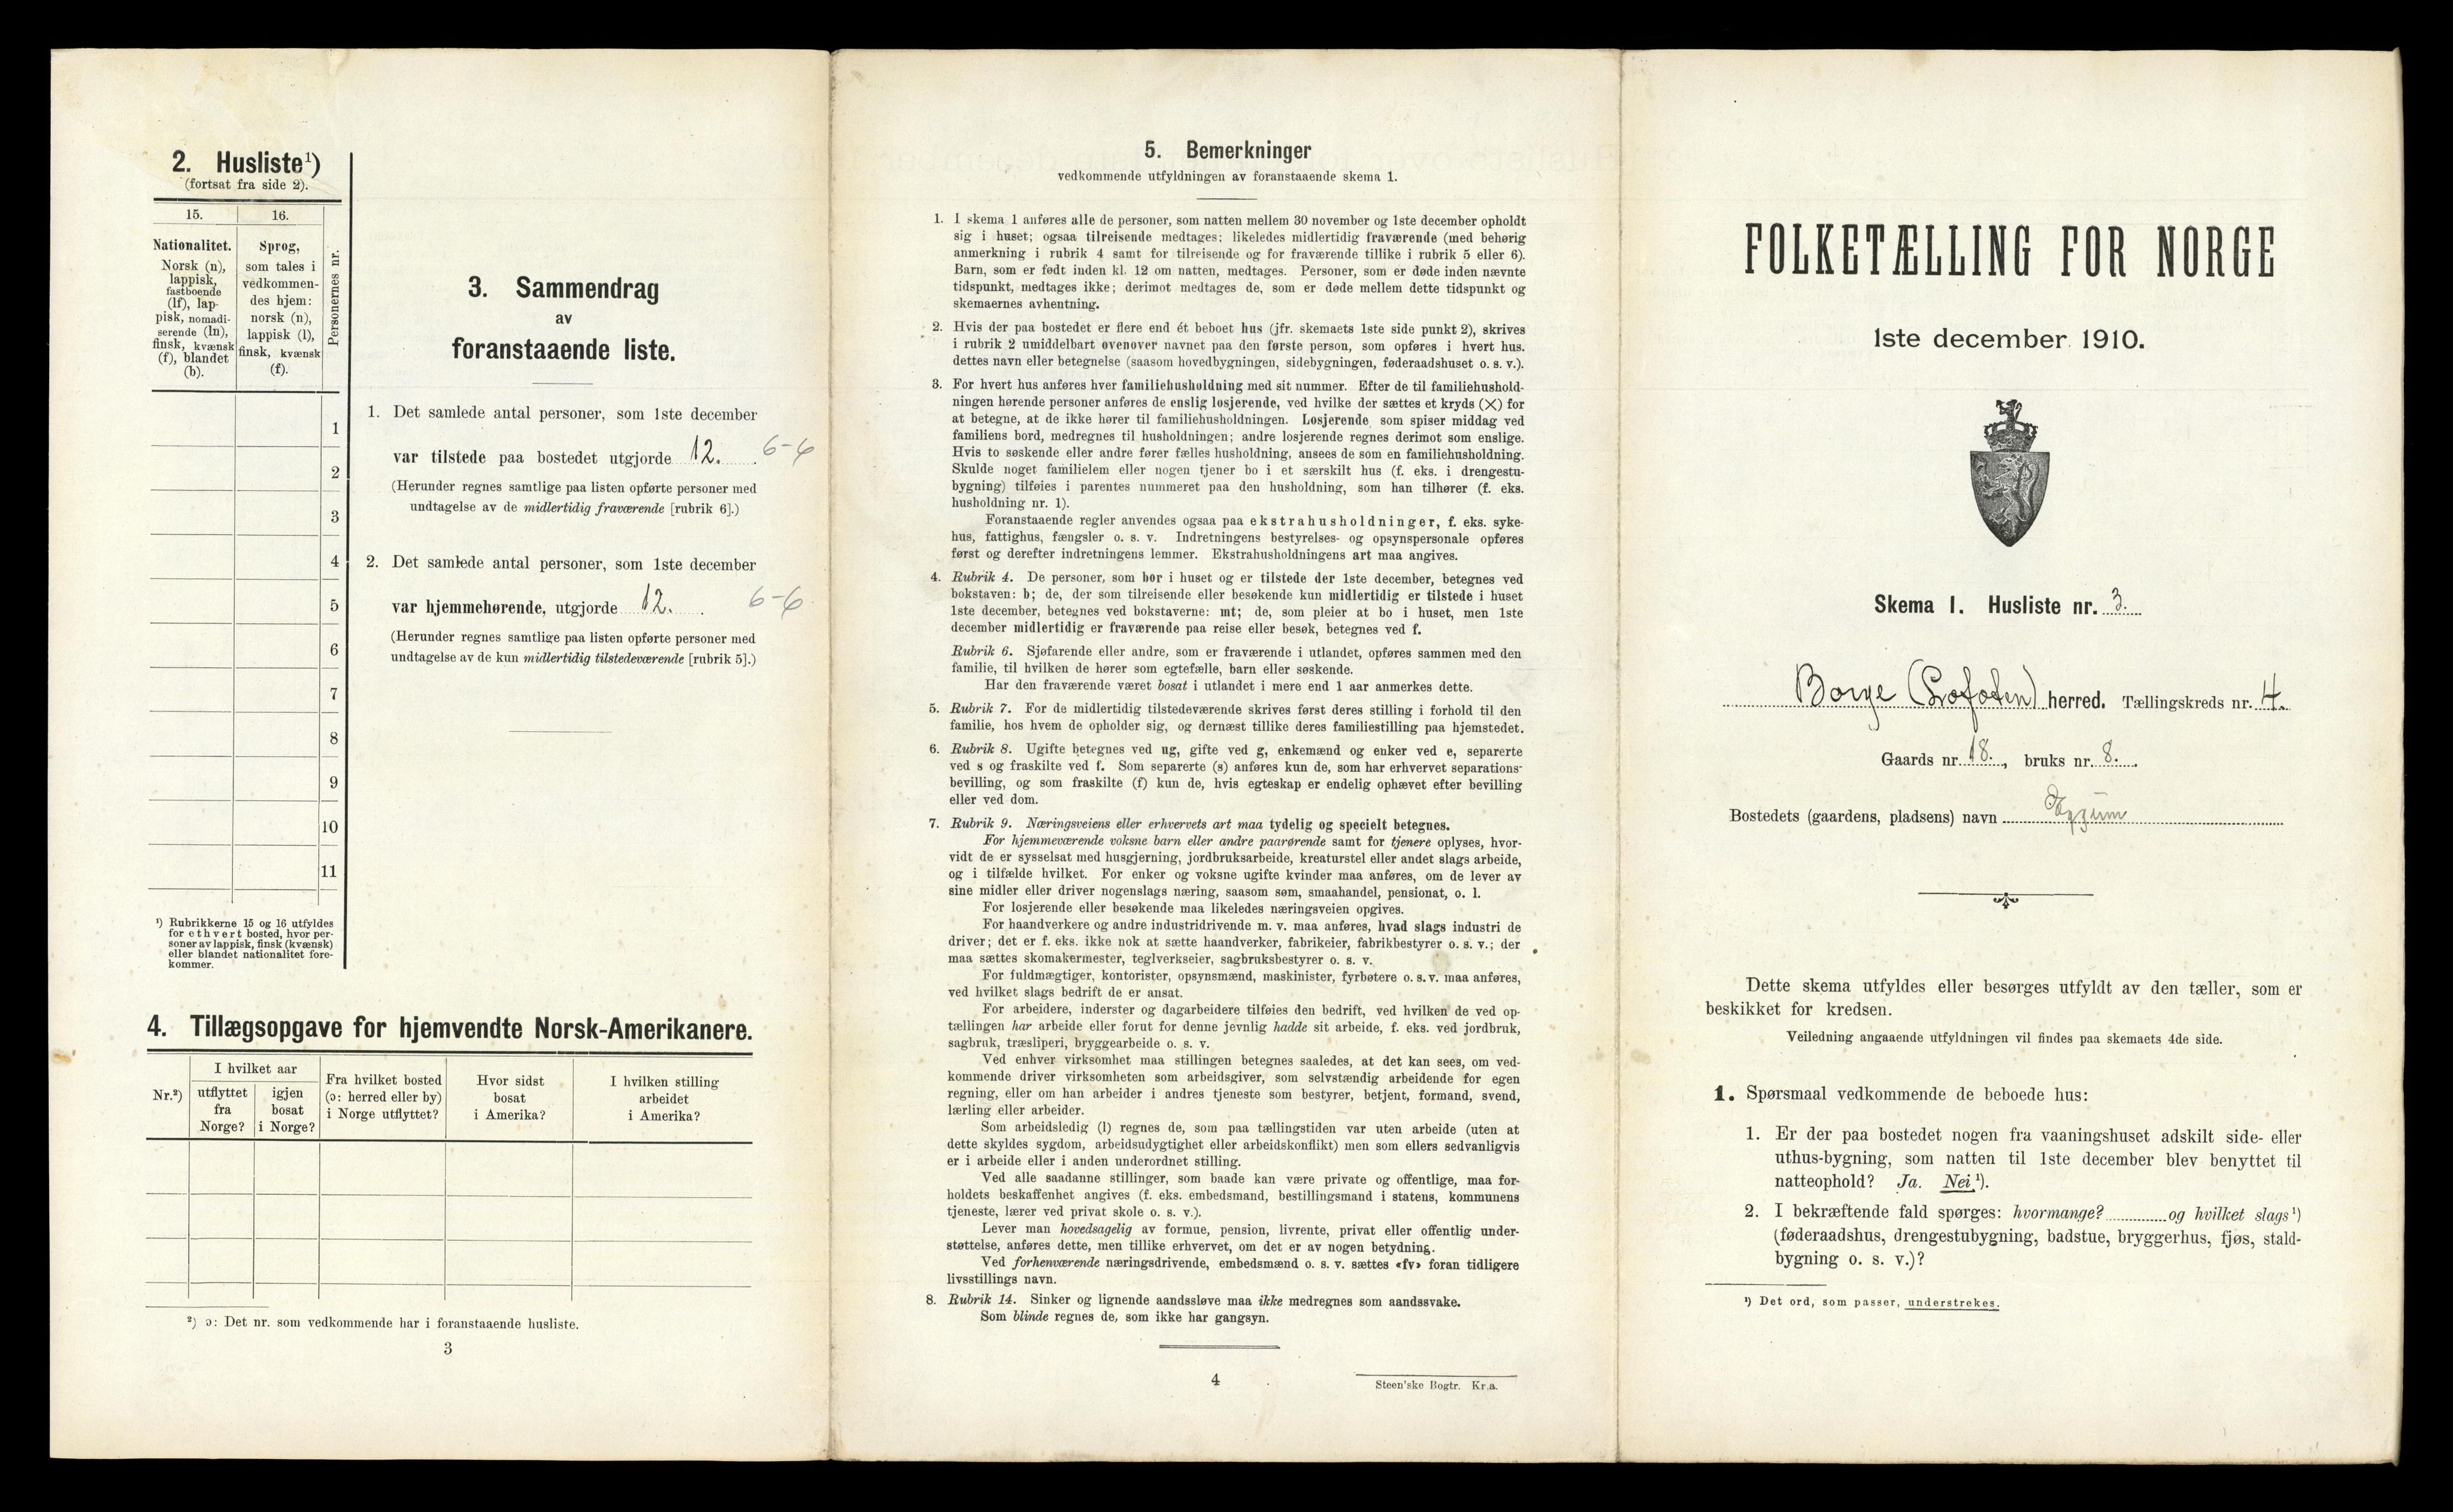 2. Husliste¹)
(fortsat fra side 2).
15.
16.
Personernes nr.
Nationalitet.
Norsk (n),
lappisk,
fastboende
(lf), lap-
pisk, nomadi-
serende (ln),
finsk, kvænsk
(f), blandet
(b).
Sprog,
som tales i
vedkommen-
des hjem:
norsk (n),
lappisk (l),
finsk, kvænsk
(f).
1
2
3
4
5
6
7
8
9
10
11
¹) Rubrikkerne 15 og 16 utfyldes
for ethvert bosted, hvor per-
soner av lappisk, finsk (kvænsk)
eller blandet nationalitet fore-
kommer.
3. Sammendrag
av
foranstaaende liste.
1. Det samlede antal personer, som 1ste december
var tilstede paa bostedet utgjorde 12. 6-6
(Herunder regnes samtlige paa listen opførte personer med
undtagelse av de midlertidig fraværende [rubrik 6].)
2. Det samlede antal personer, som 1ste december
var hjemmehørende, utgjorde 12. 6-6
(Herunder regnes samtlige paa listen opførte personer med
undtagelse av de kun midlertidig tilstedeværende [rubrik 5].)
4. Tillægsopgave for hjemvendte Norsk-Amerikanere.
Nr.²)
I hvilket aar
utflyttet
fra
Norge?
igjen
bosat
i Norge?
Fra hvilket bosted
(ɔ: herred eller by)
i Norge utflyttet?
Hvor sidst
bosat
i Amerika?
I hvilken stilling
arbeidet
i Amerika?
²) ɔ: Det nr. som vedkommende har i foranstaaende husliste.
3
5. Bemerkninger
vedkommende utfyldningen av foranstaaende skema 1.
1. I skema 1 anføres alle de personer, som natten mellem 30 november og 1ste december opholdt
sig i huset; ogsaa tilreisende medtages; likeledes midlertidig fraværende (med behørig
anmerkning i rubrik 4 samt for tilreisende og for fraværende tillike i rubrik 5 eller 6).
Barn, som er født inden kl. 12 om natten, medtages. Personer, som er døde inden nævnte
tidspunkt, medtages ikke; derimot medtages de, som er døde mellem dette tidspunkt og
skemaernes avhentning.
2. Hvis der paa bostedet er flere end ét beboet hus (jfr. skemaets 1ste side punkt 2), skrives
i rubrik 2 umiddelbart ovenover navnet paa den første person, som opføres i hvert hus.
dettes navn eller betegnelse (saasom hovedbygningen, sidebygningen, føderaadshuset o. s. v.).
3. For hvert hus anføres hver familiehusholdning med sit nummer. Efter de til familiehushold-
ningen hørende personer anføres de enslig losjerende, ved hvilke der sættes et kryds (×) for
at betegne, at de ikke hører til familiehusholdningen. Losjerende som spiser middag ved
familiens bord, medregnes til husholdningen; andre losjerende regnes derimot som enslige.
Hvis to søskende eller andre fører fælles husholdning, ansees de som en familiehusholdning.
Skulde noget familielem eller nogen tjener bo i et særskilt hus (f. eks. i drengestu-
bygning) tilføies i parentes nummeret paa den husholdning, som han tilhører (f. eks.
husholdning nr. 1).
Foranstaaende regler anvendes ogsaa paa ekstrahusholdninger, f. eks. syke-
hus, fattighus, fængsler o. s. v. Indretningens bestyrelses- og opsynspersonale opføres
først og derefter indretningens lemmer. Ekstrahusholdningens art maa angives.
4. Rubrik 4. De personer, som bor i huset og er tilstede der 1ste december, betegnes ved
bokstaven: b; de, der som tilreisende eller besøkende kun midlertidig er tilstede i huset
1ste december, betegnes ved bokstaverne: mt; de, som pleier at bo i huset, men 1ste
december midlertidig er fraværende paa reise eller besøk, betegnes ved f.
Rubrik 6. Sjøfarende eller andre, som er fraværende i utlandet, opføres sammen med den
familie, til hvilken de hører som egtefælle, barn eller søskende.
Har den fraværende været bosat i utlandet i mere end 1 aar anmerkes dette.
5. Rubrik 7. For de midlertidig tilstedeværende skrives først deres stilling i forhold til den
familie, hos hvem de opholder sig, og dernæst tillike deres familiestilling paa hjemstedet.
6. Rubrik 8. Ugifte betegnes ved ug, gifte ved g, enkemænd og enker ved e, separerte
ved s og fraskilte ved f. Som separerte (s) anføres kun de, som har erhvervet separations-
bevilling, og som fraskilte (f) kun de, hvis egteskap er endelig ophævet efter bevilling
eller ved dom.
7. Rubrik 9. Næringsveiens eller erhvervets art maa tydelig og specielt betegnes.
For hjemmeværende voksne barn eller andre paarørende samt for tjenere oplyses, hvor-
vidt de er sysselsat med husgjerning, jordbruksarbeide, kreaturstel eller andet slags arbeide,
og i tilfælde hvilket. For enker og voksne ugifte kvinder maa anføres, om de lever av
sine midler eller driver nogenslags næring, saasom søm, smaahandel, pensionat, o. l.
For losjerende eller besøkende maa likeledes næringsveien opgives.
For haandverkere og andre industridrivende m. v. maa anføres, hvad slags industri de
driver; det er f. eks. ikke nok at sætte haandverker, fabrikeier, fabrikbestyrer o. s. v.; der
maa sættes skomakermester, teglverkseier, sagbruksbestyrer o. s. v.
For fuldmægtiger, kontorister, opsynsmænd, maskinister, fyrbøtere o. s. v. maa anføres,
ved hvilket slags bedrift de er ansat.
For arbeidere, inderster og dagarbeidere tilføies den bedrift, ved hvilken de ved op-
tællingen har arbeide eller forut for denne jevnlig hadde sit arbeide, f. eks. ved jordbruk,
sagbruk, træsliperi, bryggearbeide o. s. v.
Ved enhver virksomhet maa stillingen betegnes saaledes, at det kan sees, om ved-
kommende driver virksomheten som arbeidsgiver, som selvstændig arbeidende for egen
regning, eller om han arbeider i andres tjeneste som bestyrer, betjent, formand, svend,
lærling eller arbeider.
Som arbeidsledig (l) regnes de, som paa tællingstiden var uten arbeide (uten at
dette skyldes sygdom, arbeidsudygtighet eller arbeidskonflikt) men som ellers sedvanligvis
er i arbeide eller i anden underordnet stilling.
Ved alle saadanne stillinger, som baade kan være private og offentlige, maa for-
holdets beskaffenhet angives (f. eks. embedsmand, bestillingsmand i statens, kommunens
tjeneste, lærer ved privat skole o. s. v.).
Lever man hovedsagelig av formue, pension, livrente, privat eller offentlig under-
støttelse, anføres dette, men tillike erhvervet, om det er av nogen betydning.
Ved forhenværende næringsdrivende, embedsmænd o. s. v. sættes «fv» foran tidligere
livsstillings navn.
8. Rubrik 14. Sinker og lignende aandssløve maa ikke medregnes som aandssvake.
Som blinde regnes de, som ikke har gangsyn.
4
Steen'ske Bogtr. Kr.a.
FOLKETÆLLING FOR NORGE
1ste december 1910.
Skema 1. Husliste nr. 3.
Borge (Lofoten) herred. Tællingskreds nr. 4.
Gaards nr. 18., bruks nr. 8.
Bostedets (gaardens, pladsens) navn Eggum
Dette skema utfyldes eller besørges utfyldt av den tæller, som er
beskikket for kredsen.
Veiledning angaaende utfyldningen vil findes paa skemaets 4de side.
1. Spørsmaal vedkommende de beboede hus:
1. Er der paa bostedet nogen fra vaaningshuset adskilt side- eller
uthus-bygning, som natten til 1ste december blev benyttet til
natteophold? Ja. Nei¹).
2. I bekræftende fald spørges: hvormange? og hvilket slags¹)
(føderaadshus, drengestubygning, badstue, bryggerhus, fjøs, stald-
bygning o. s. v.)?
¹) Det ord, som passer, understrekes.